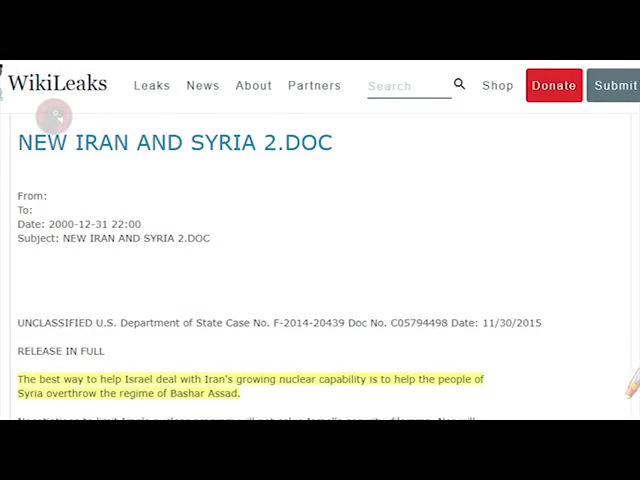 WikiLeaks Leaks News About Partners Search Shop Donate Submit
NEW IRAN AND SYRIA 2.DOC
From:
To:
Date: 2000-12-31 22:00
Subject: NEW IRAN AND SYRIA 2.DOC
UNCLASSIFIED U.S. Department of State Case No. F-2014-20439 Doc No. C05794498 Date: 11/30/2015
RELEASE IN FULL
The best way to help Israel deal with Iran's growing nuclear capability is to help the people of
Syria overthrow the regime of Bashar Assad.